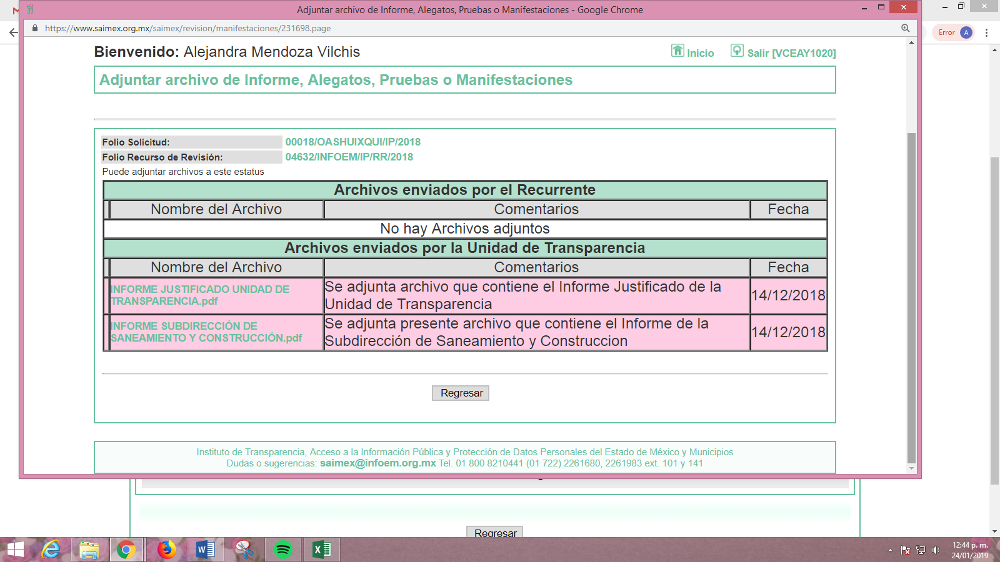 Adjuntar archivo de Informe, Alegatos, Pruebas o Manifestaciones - Google Chrome
https://www.saimex.org.mx/saimex/revision/manifestaciones/231698.page
Error A
Bienvenido: Alejandra Mendoza Vilchis
Inicio
Salir [VCEAY1020]
Adjuntar archivo de Informe, Alegatos, Pruebas o Manifestaciones
Folio Solicitud: 00018/OASHUIXQUI/IP/2018
Folio Recurso de Revisión: 04632/INFOEM/IP/RR/2018
Puede adjuntar archivos a este estatus
Archivos enviados por el Recurrente
Nombre del Archivo Comentarios Fecha
No hay Archivos adjuntos
Archivos enviados por la Unidad de Transparencia
Nombre del Archivo Comentarios Fecha
INFORME JUSTIFICADO UNIDAD DE
TRANSPARENCIA.pdf
Se adjunta archivo que contiene el Informe Justificado de la
Unidad de Transparencia
14/12/2018
INFORME SUBDIRECCIÓN DE
SANEAMIENTO Y CONSTRUCCIÓN.pdf
Se adjunta presente archivo que contiene el Informe de la
Subdirección de Saneamiento y Construccion
14/12/2018
Regresar
Instituto de Transparencia, Acceso a la Información Pública y Protección de Datos Personales del Estado de México y Municipios
Dudas o sugerencias: saimex@infoem.org.mx Tel. 01 800 8210441 (01 722) 2261680, 2261983 ext. 101 y 141
Regresar
12:44 p. m.
24/01/2019